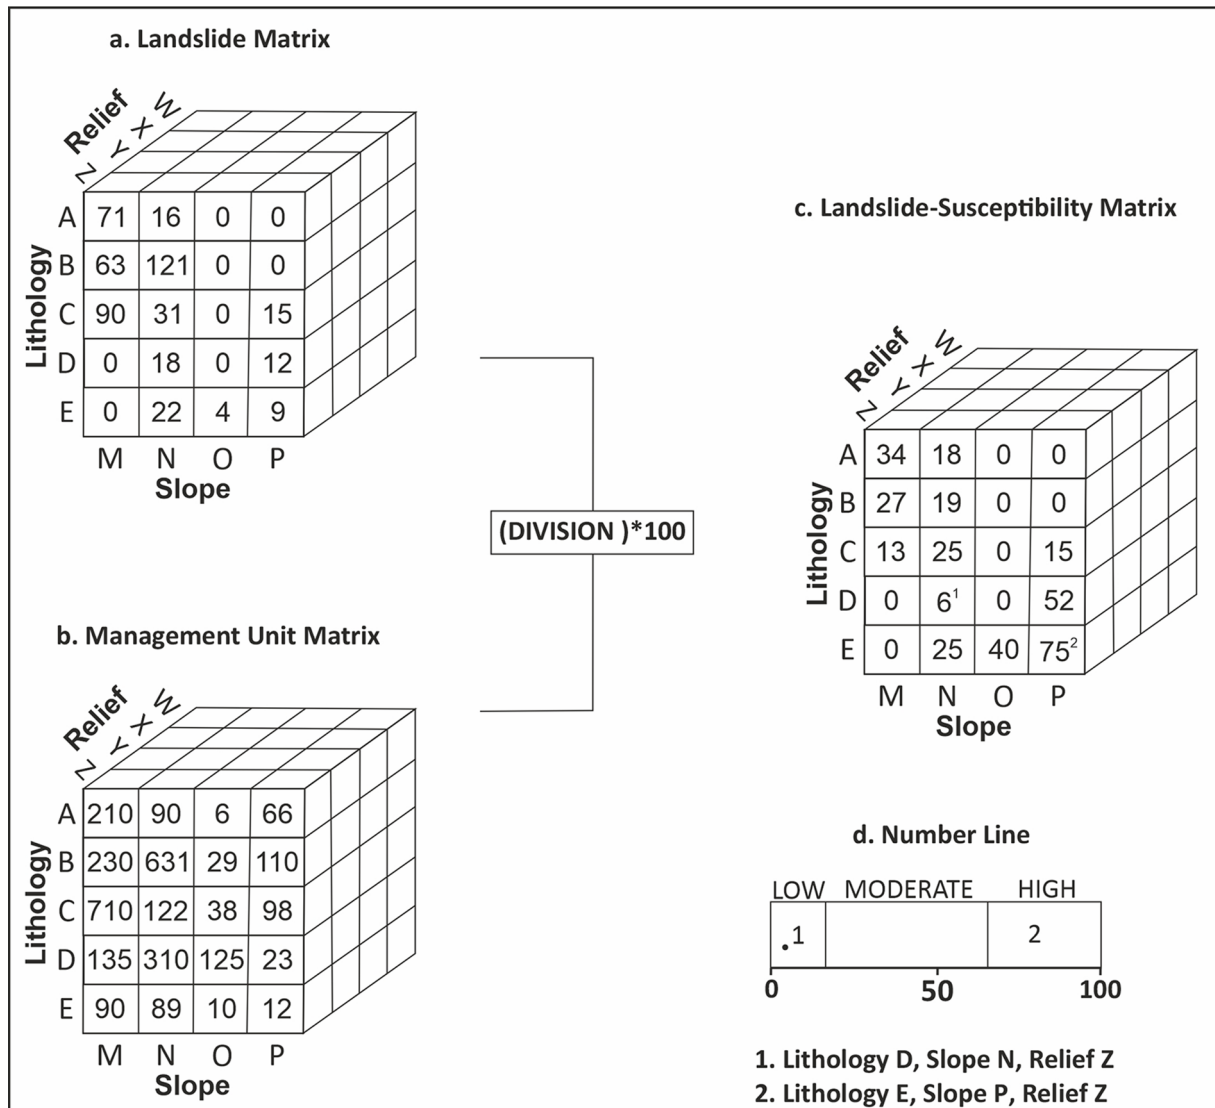 a. Landslide Matrix
Relief
Z Y X W
Lithology
A 71 16 0 0
B 63 121 0 0
C 90 31 0 15
D 0 18 0 12
E 0 22 4 9
M N O P
Slope
b. Management Unit Matrix
Relief
Z Y X W
Lithology
A 210 90 6 66
B 230 631 29 110
C 710 122 38 98
D 135 310 125 23
E 90 89 10 12
M N O P
Slope
(DIVISION )*100
c. Landslide-Susceptibility Matrix
Relief
Z Y X W
Lithology
A 34 18 0 0
B 27 19 0 0
C 13 25 0 15
D 0 6¹ 0 52
E 0 25 40 75²
M N O P
Slope
d. Number Line
LOW MODERATE HIGH
.1 2
0 50 100
1. Lithology D, Slope N, Relief Z
2. Lithology E, Slope P, Relief Z